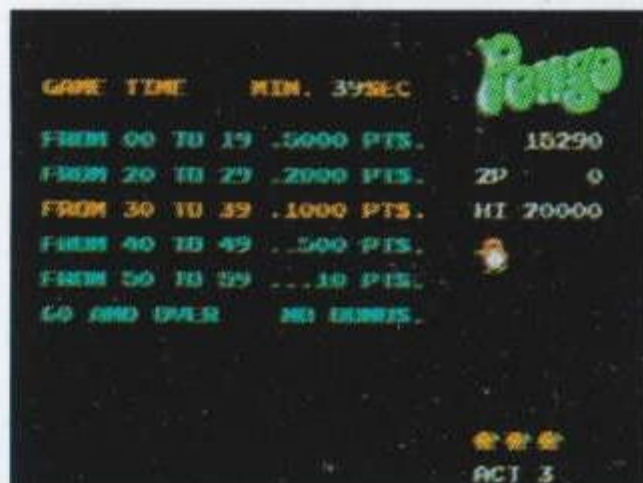 GAME TIME MIN. 39SEC
FROM 00 TO 19 .5000 PTS.
FROM 20 TO 29 .2000 PTS.
FROM 30 TO 39 .1000 PTS.
FROM 40 TO 49 ..500 PTS.
FROM 50 TO 59 ...10 PTS.
60 AND OVER NO BONUS.
Pengo
15290
2P 0
HI 20000
ACT 3